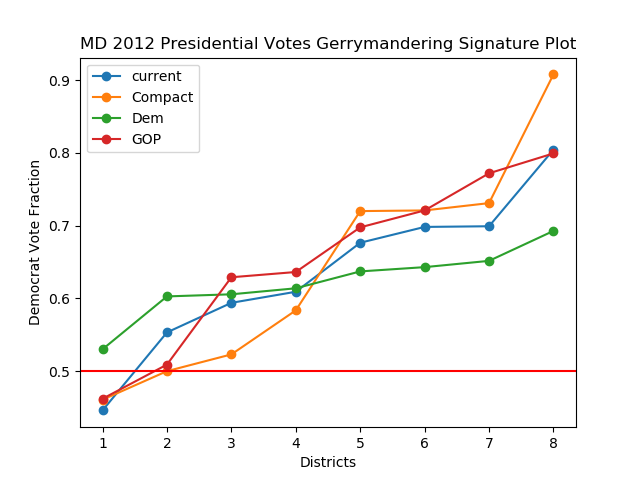 MD 2012 Presidential Votes Gerrymandering Signature Plot
current
Compact
Dem
GOP
0.9
0.8
0.7
0.6
0.5
Democrat Vote Fraction
1 2 3 4 5 6 7 8
Districts